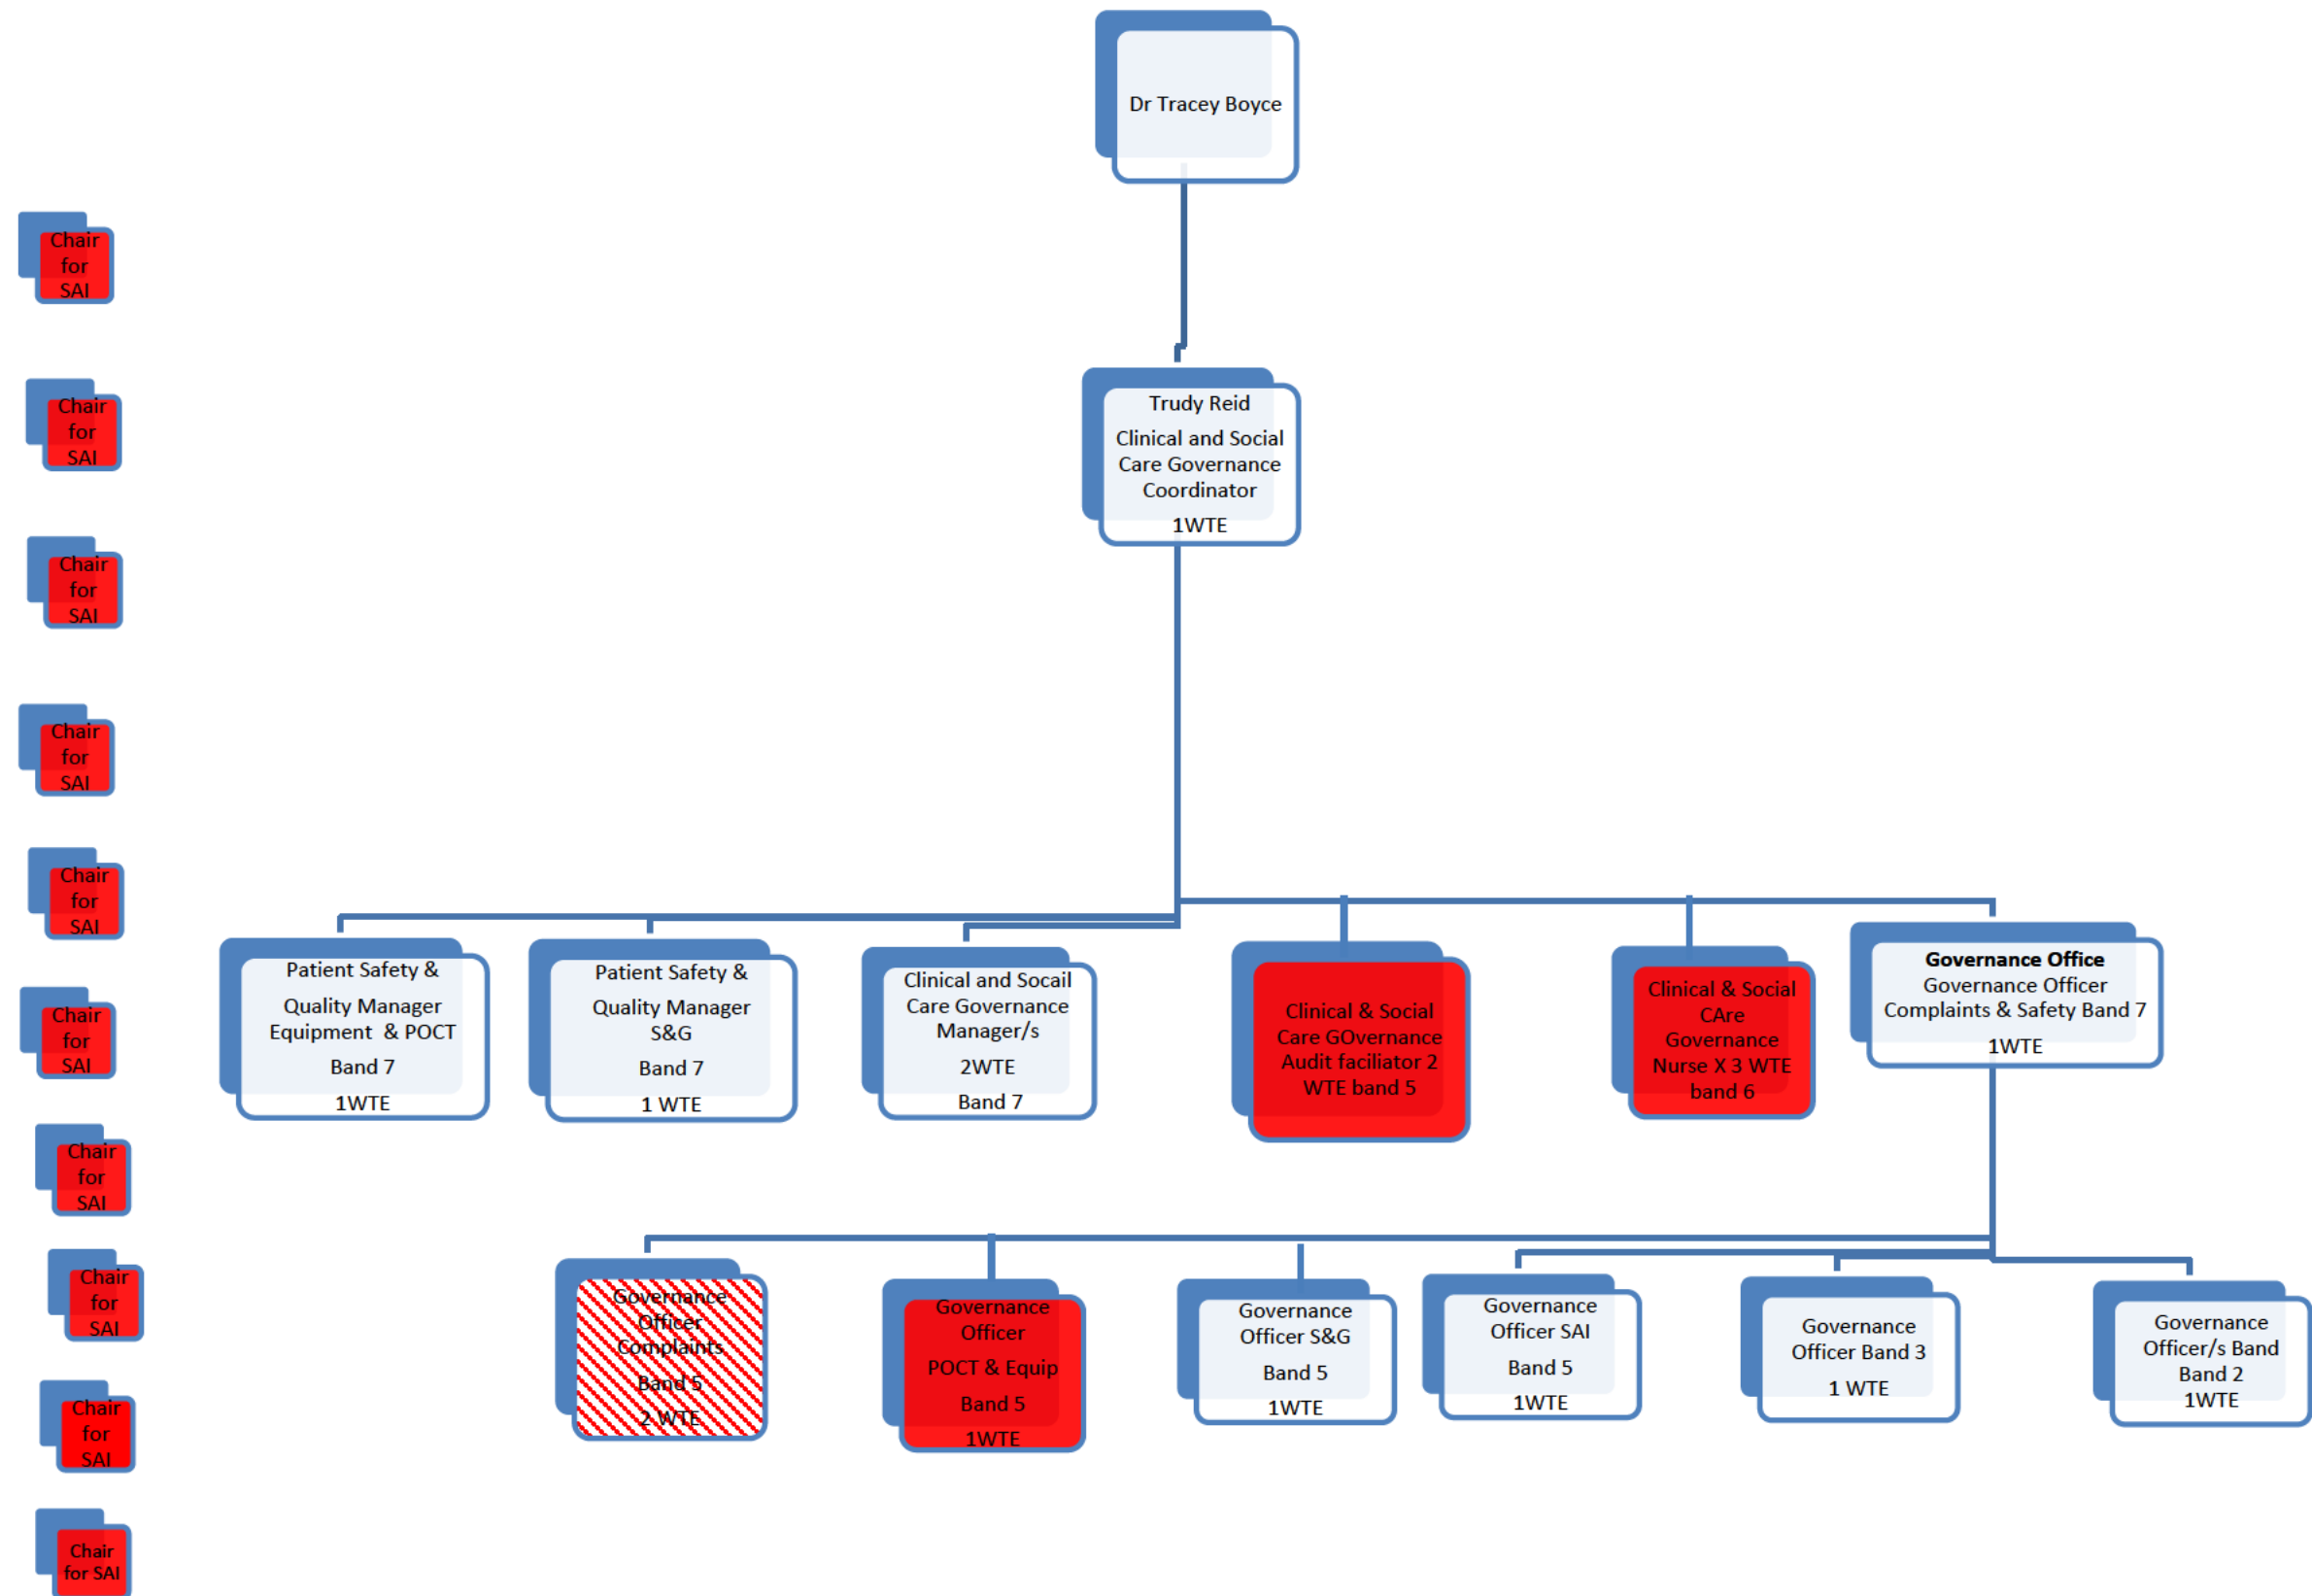 Dr Tracey Boyce
Chair
for
SAI
Chair
for
SAI
Trudy Reid
Clinical and Social
Care Governance
Coordinator
1WTE
Chair
for
SAI
Chair
for
SAI
Chair
for
SAI
Chair
for
SAI
Patient Safety &
Quality Manager
Equipment & POCT
Band 7
1WTE
Patient Safety &
Quality Manager
S&G
Band 7
1 WTE
Clinical and Socail
Care Governance
Manager/s
2WTE
Band 7
Clinical & Social
Care GOvernance
Audit faciliator 2
WTE band 5
Clinical & Social
CAre
Governance
Nurse X 3 WTE
band 6
Governance Office
Governance Officer
Complaints & Safety Band 7
1WTE
Chair
for
SAI
Chair
for
SAI
Chair
for
SAI
Chair
for SAI
Governance
Officer
Complaints
Band 5
2 WTE
Governance
Officer
POCT & Equip
Band 5
1WTE
Governance
Officer S&G
Band 5
1WTE
Governance
Officer SAI
Band 5
1WTE
Governance
Officer Band 3
1 WTE
Governance
Officer/s Band
Band 2
1WTE